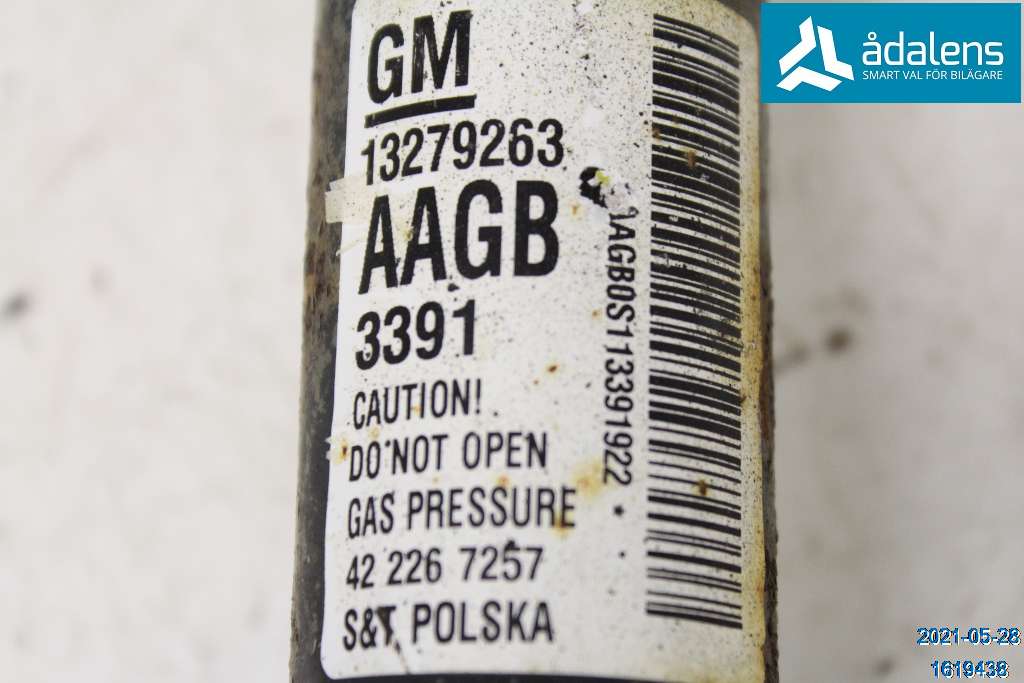 GM
13279263
AAGB
3391
CAUTION!
DO NOT OPEN
GAS PRESSURE
42 226 7257
S&T POLSKA
AGB0S113391922
ådalens
SMART VAL FÖR BILÄGARE
2021-05-28
1619438